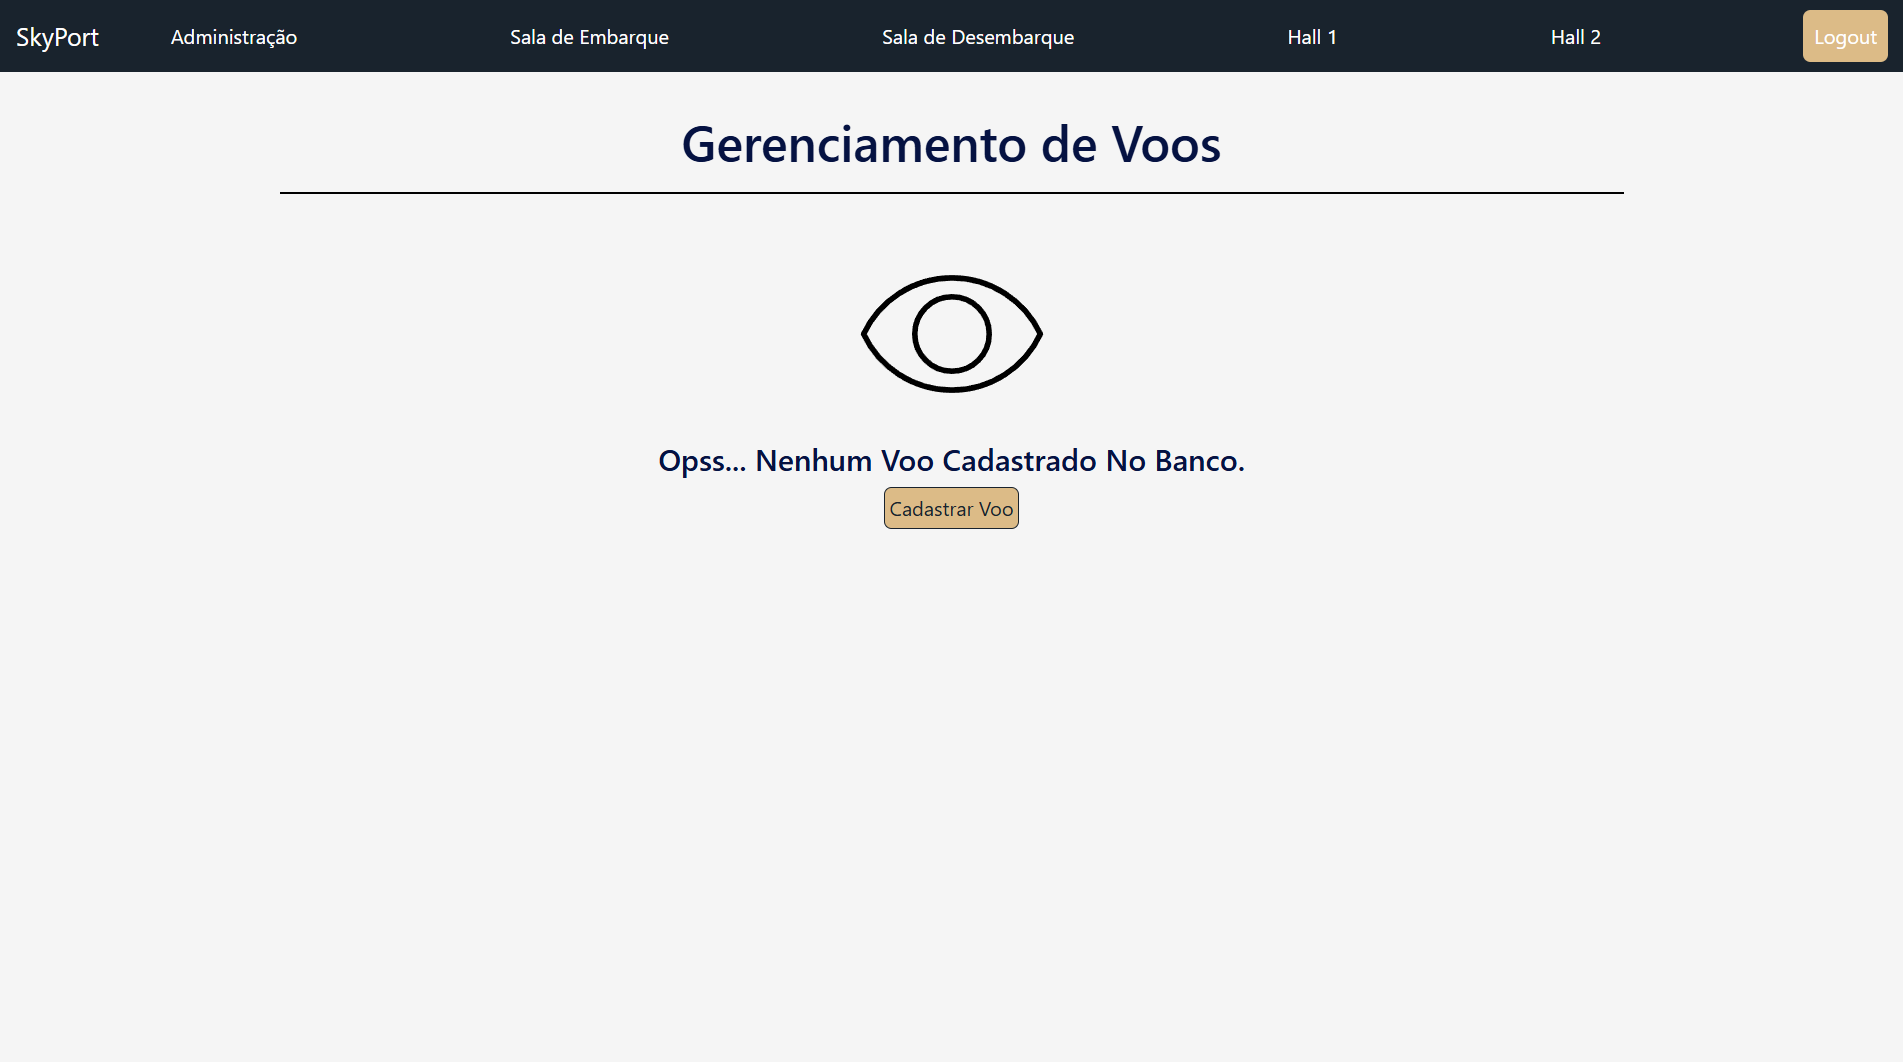 SkyPort Administração Sala de Embarque Sala de Desembarque Hall 1 Hall 2 Logout
Gerenciamento de Voos
Opss... Nenhum Voo Cadastrado No Banco.
Cadastrar Voo